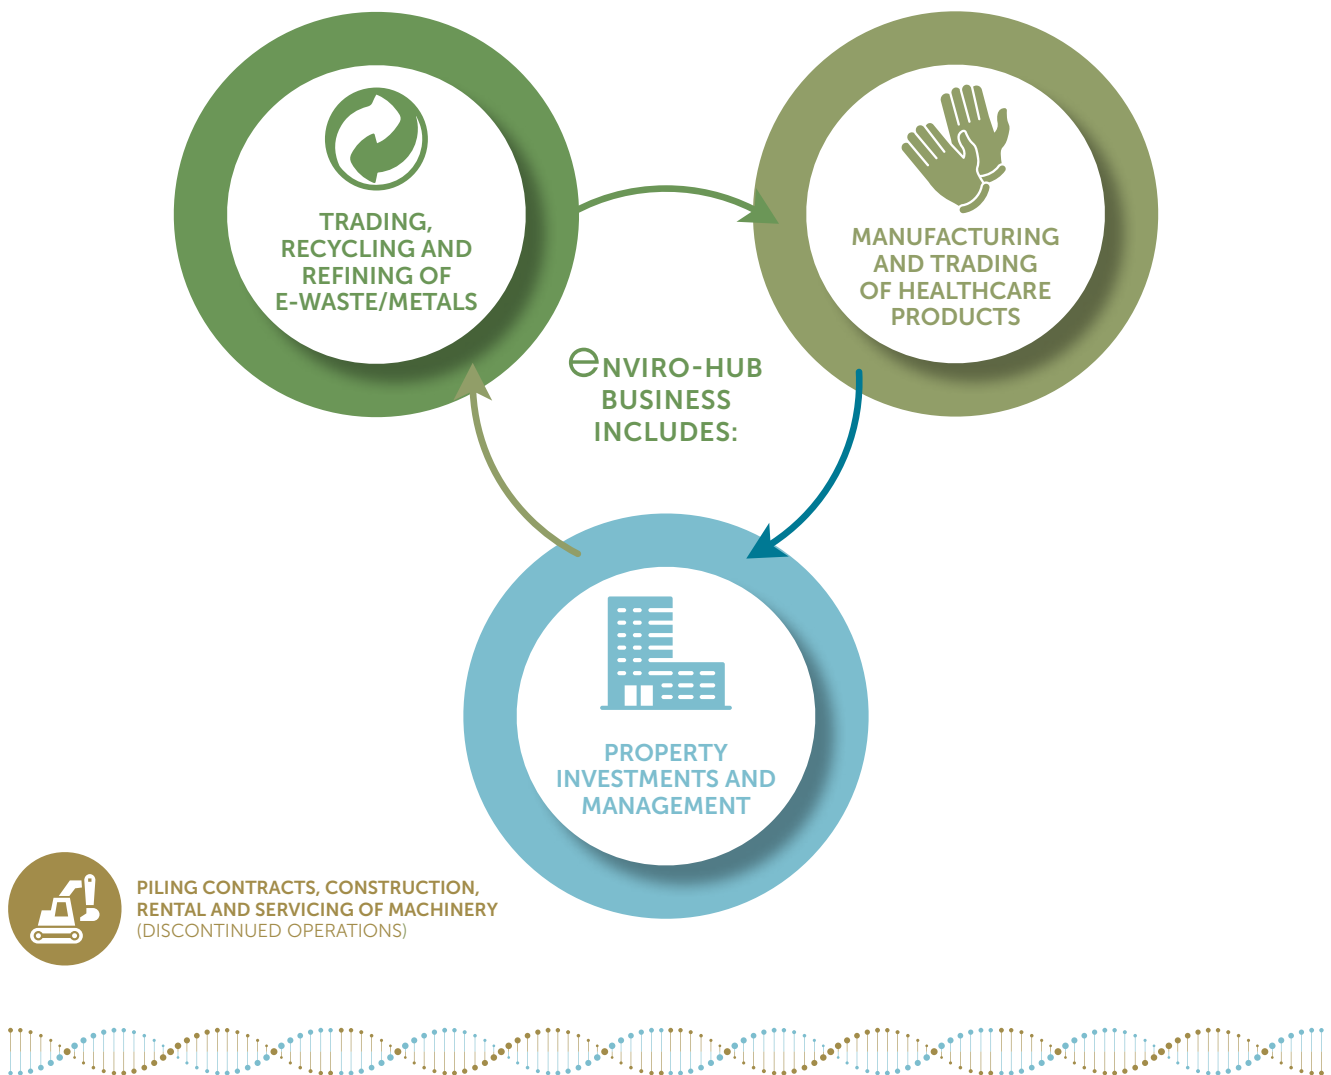 TRADING,
RECYCLING AND
REFINING OF
E-WASTE/METALS
MANUFACTURING
AND TRADING
OF HEALTHCARE
PRODUCTS
eNVIRO-HUB
BUSINESS
INCLUDES:
PROPERTY
INVESTMENTS AND
MANAGEMENT
PILING CONTRACTS, CONSTRUCTION,
RENTAL AND SERVICING OF MACHINERY
(DISCONTINUED OPERATIONS)